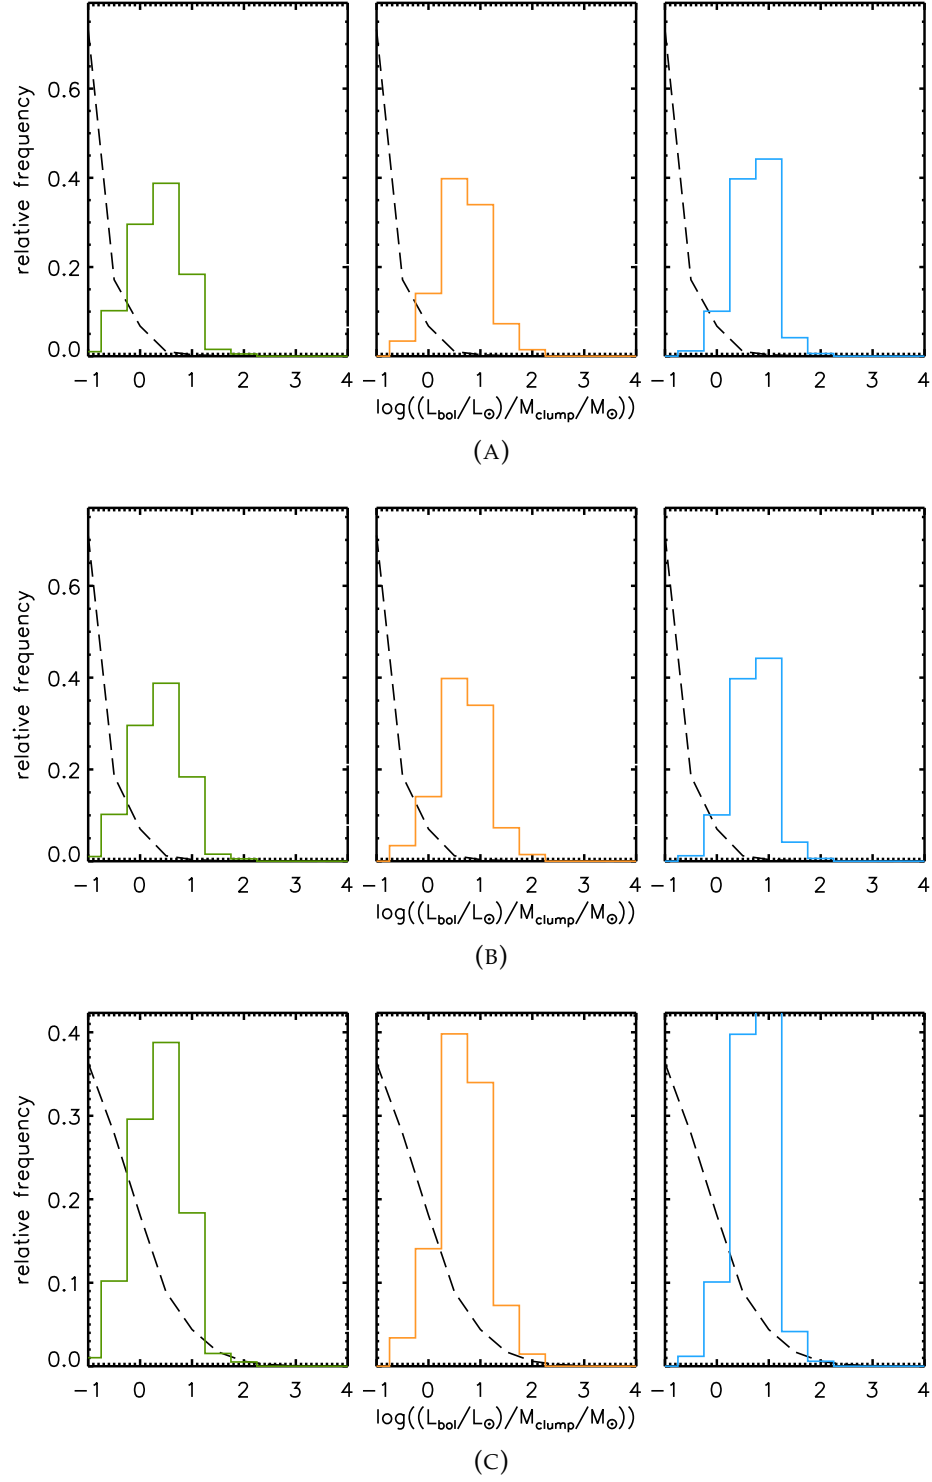 0.6
0.4
0.2
0.0
relative frequency
−1 0 1 2 3 4 −1 0 1 2 3 4 −1 0 1 2 3 4
log((L_bol/L_⊙)/M_clump/M_⊙))
(A)
0.6
0.4
0.2
0.0
relative frequency
−1 0 1 2 3 4 −1 0 1 2 3 4 −1 0 1 2 3 4
log((L_bol/L_⊙)/M_clump/M_⊙))
(B)
0.4
0.3
0.2
0.1
0.0
relative frequency
−1 0 1 2 3 4 −1 0 1 2 3 4 −1 0 1 2 3 4
log((L_bol/L_⊙)/M_clump/M_⊙))
(C)